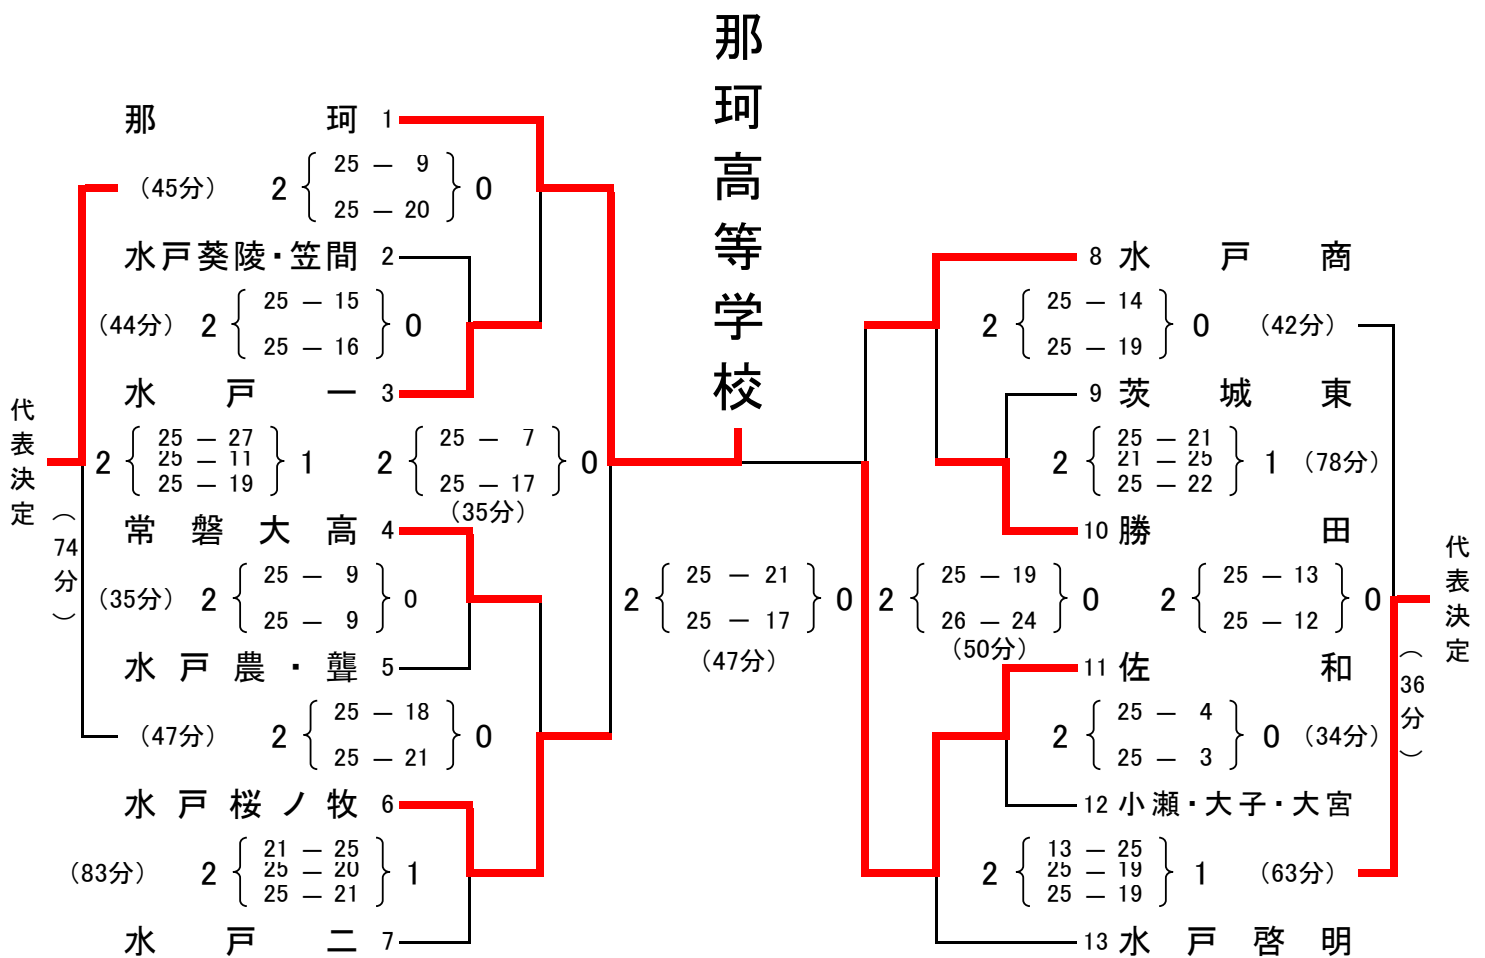 那珂高等学校
那珂 1
(45分) 2 25 — 9 0
25 — 20
水戸葵陵・笠間 2
(44分) 2 25 — 15 0
25 — 16
水戸一 3
代表決定
(74分)
2 25 — 27 1
25 — 11
25 — 19
2 25 — 7 0
25 — 17
(35分)
常磐大高 4
(35分) 2 25 — 9 0
25 — 9
水戸農・聾 5
(47分) 2 25 — 18 0
25 — 21
水戸桜ノ牧 6
(83分) 2 21 — 25 1
25 — 20
25 — 21
水戸二 7
2 25 — 21 0
25 — 17
(47分)
8 水戸商
2 25 — 14 0 (42分)
25 — 19
9 茨城東
2 25 — 21 1 (78分)
21 — 25
25 — 22
10 勝田
2 25 — 19 0
26 — 24
(50分)
2 25 — 13 0
25 — 12
代表決定
(36分)
11 佐和
2 25 — 4 0 (34分)
25 — 3
12 小瀬・大子・大宮
2 13 — 25 1 (63分)
25 — 19
25 — 19
13 水戸啓明